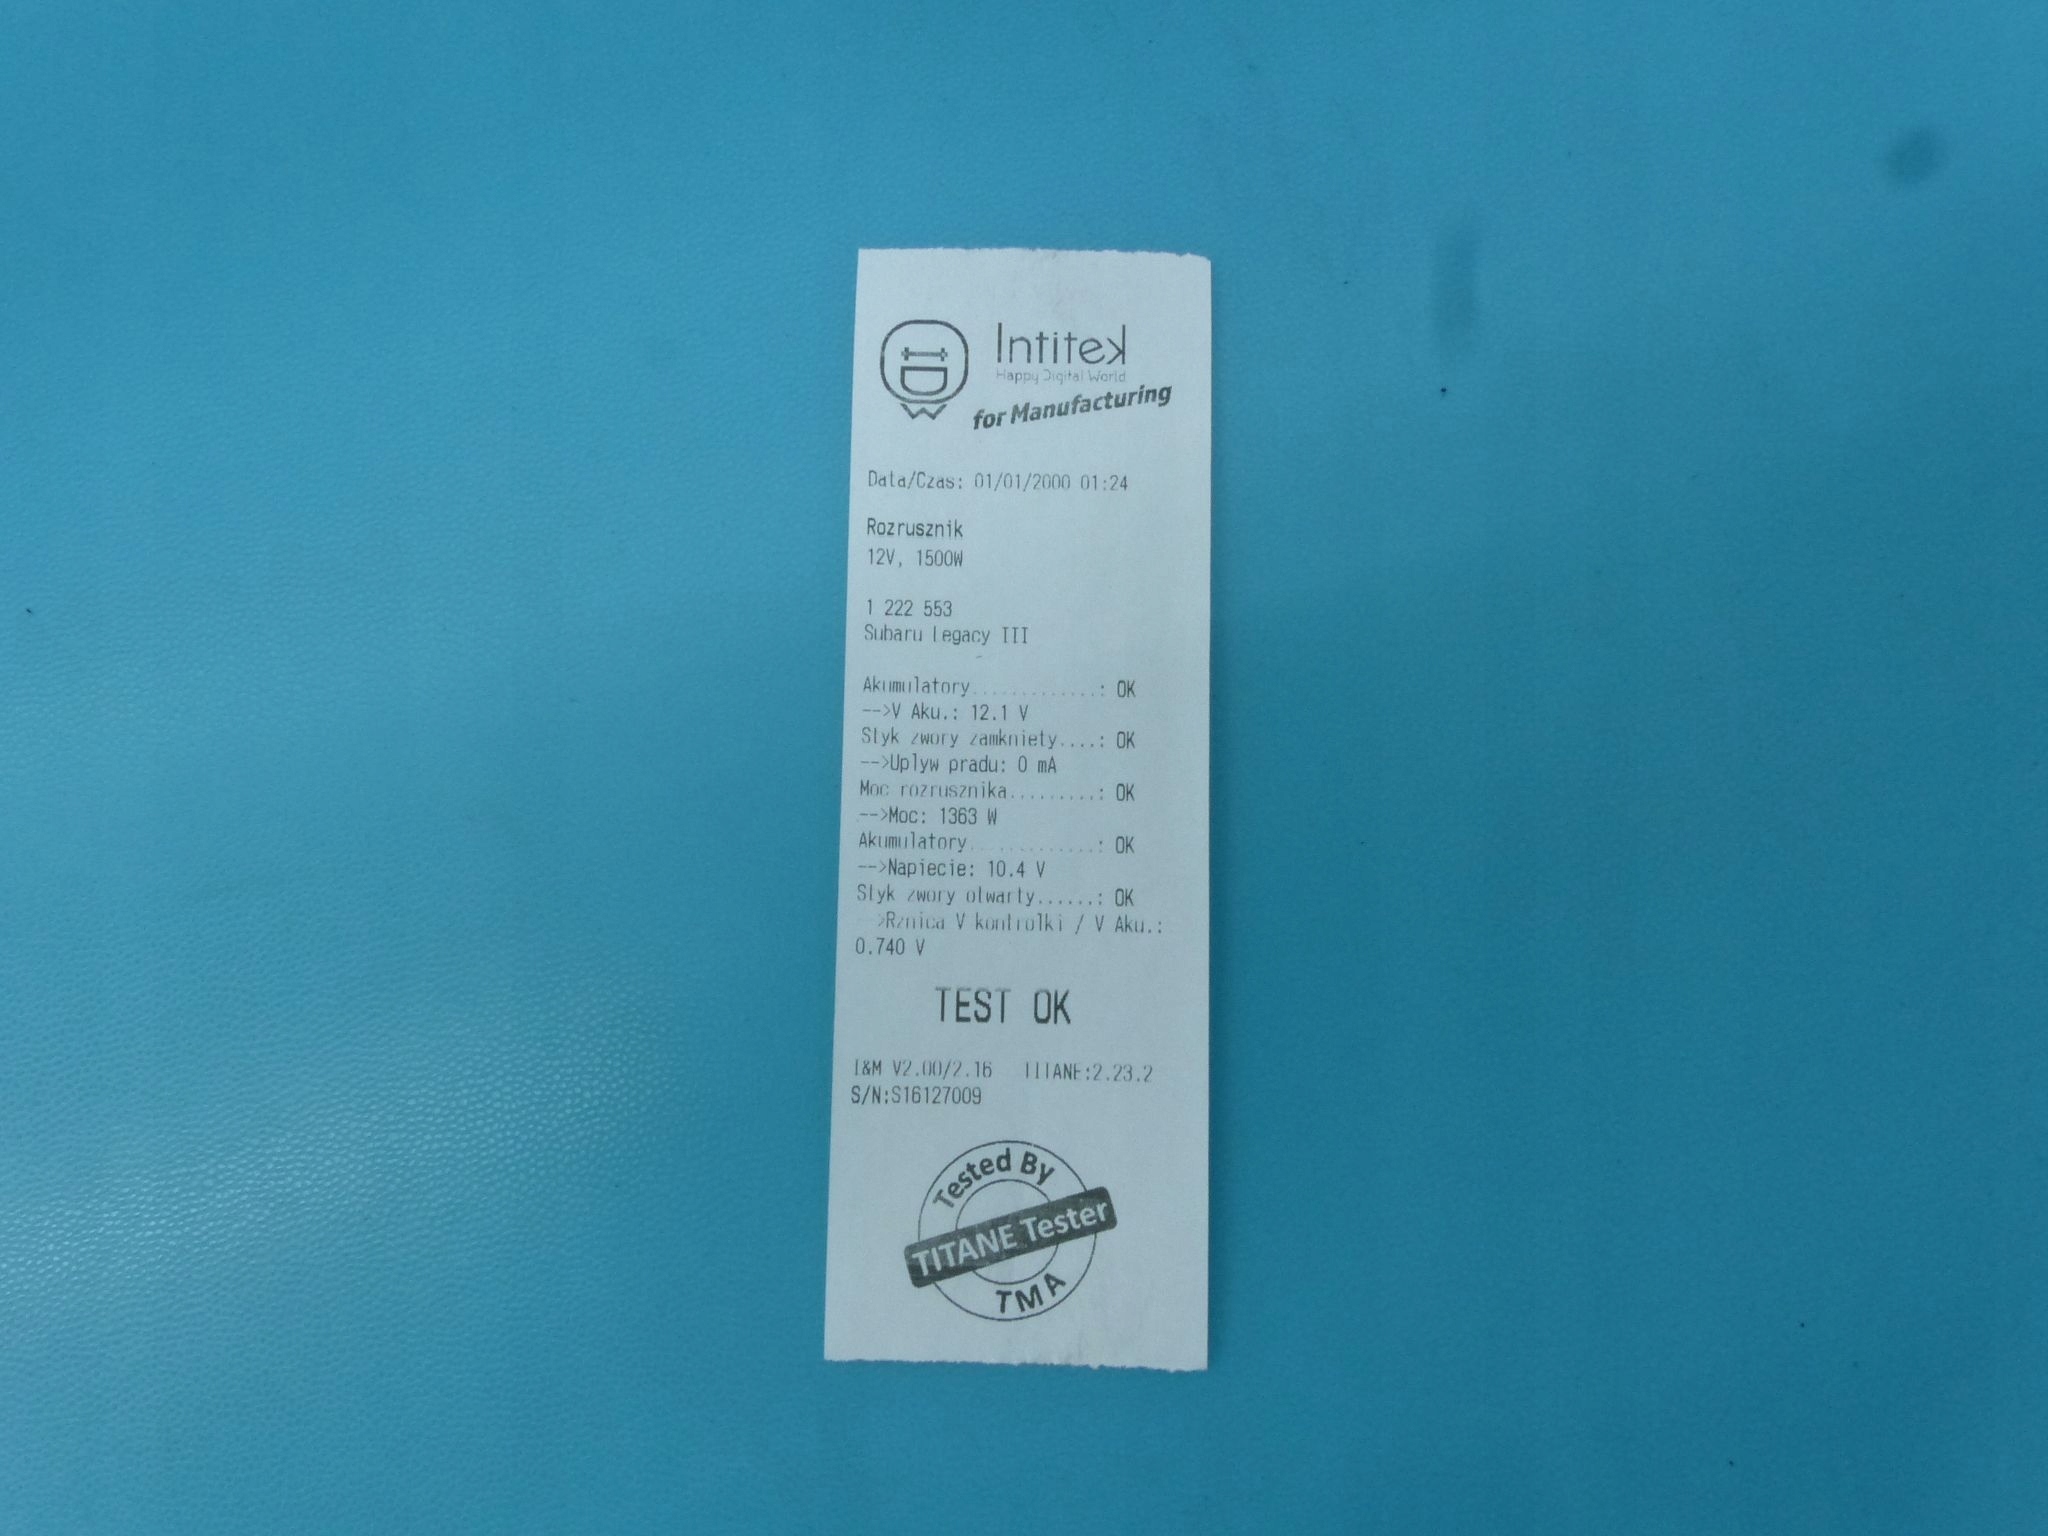 Intitek
Happy Digital World
for Manufacturing
Data/Czas: 01/01/2000 01:24
Rozrusznik
12V, 1500W
1 222 553
Subaru Legacy III
Akumulatory.............: OK
-->V Aku.: 12.1 V
Styk zwory zamkniety....: OK
-->Uplyw pradu: 0 mA
Moc rozrusznika.........: OK
-->Moc: 1363 W
Akumulatory.............: OK
-->Napiecie: 10.4 V
Styk zwory otwarty......: OK
-->Rznica V kontrolki / V Aku.:
0.740 V
TEST OK
I&M V2.00/2.16 TITANE:2.23.2
S/N:S16127009
Tested By
TITANE Tester
TMA